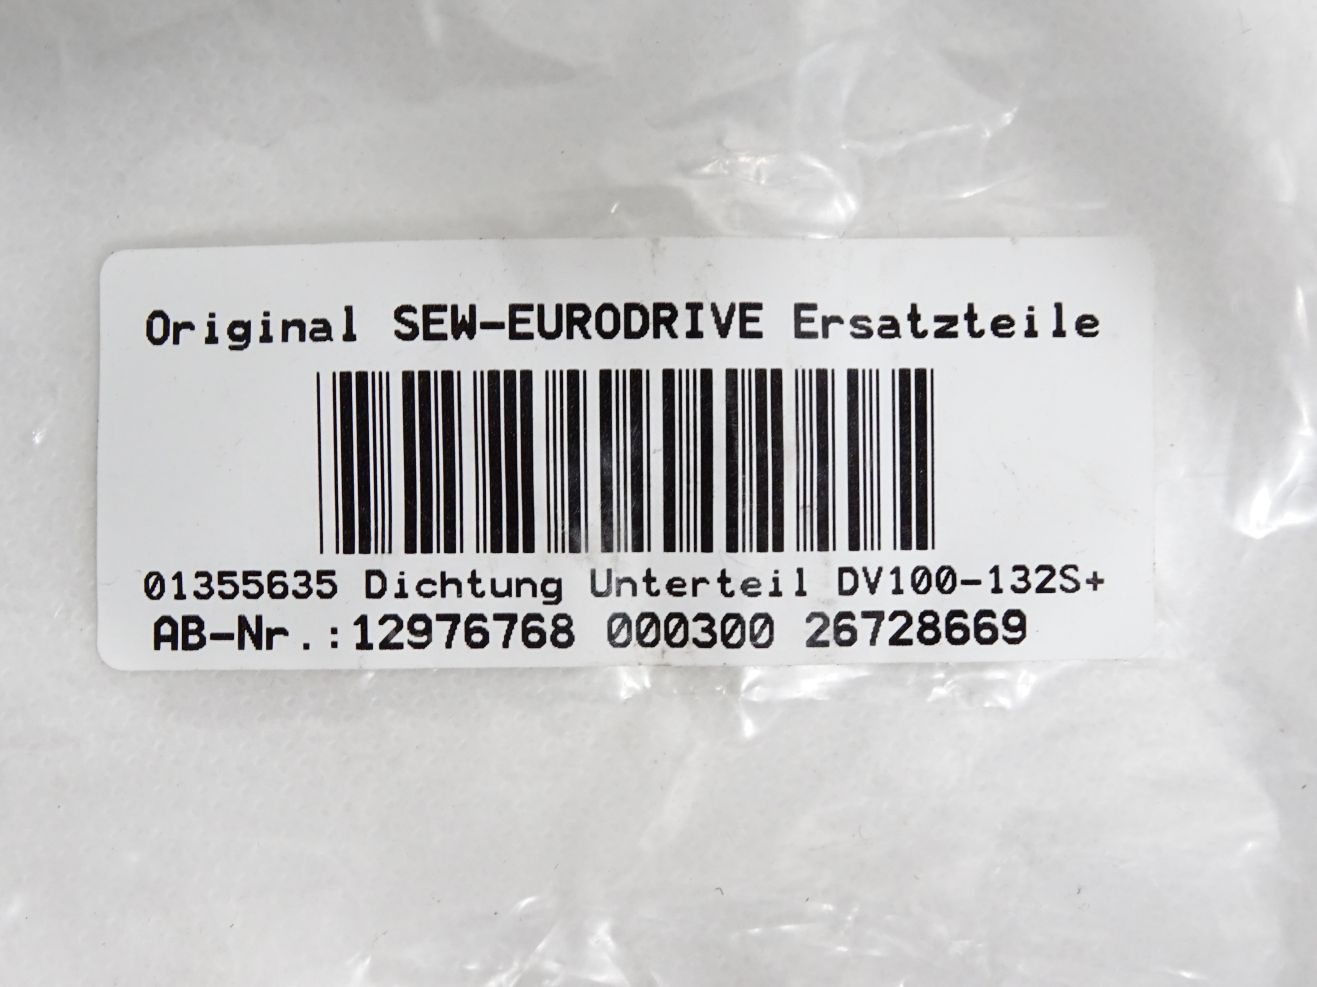 Original SEW-EURODRIVE Ersatzteile
01355635 Dichtung Unterteil DV100-132S+
AB-Nr.:12976768 000300 26728669